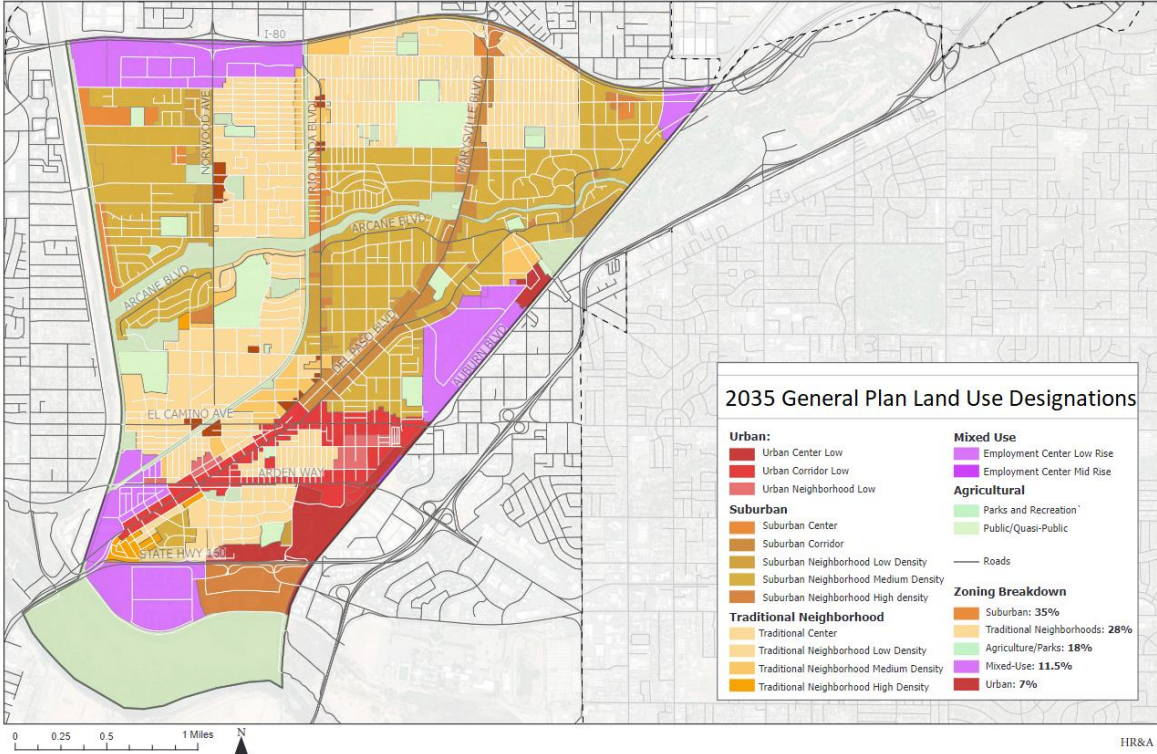 I-80
NORWOOD AVE
RIO LINDA BLVD
MARYSVILLE BLVD
ARCANE BLVD
ARCANE BLVD
DEL PASO BLVD
AUBURN BLVD
EL CAMINO AVE
ARDEN WAY
STATE HWY 160
2035 General Plan Land Use Designations
Urban:
Urban Center Low
Urban Corridor Low
Urban Neighborhood Low
Suburban
Suburban Center
Suburban Corridor
Suburban Neighborhood Low Density
Suburban Neighborhood Medium Density
Suburban Neighborhood High density
Traditional Neighborhood
Traditional Center
Traditional Neighborhood Low Density
Traditional Neighborhood Medium Density
Traditional Neighborhood High Density
Mixed Use
Employment Center Low Rise
Employment Center Mid Rise
Agricultural
Parks and Recreation`
Public/Quasi-Public
Roads
Zoning Breakdown
Suburban: 35%
Traditional Neighborhoods: 28%
Agriculture/Parks: 18%
Mixed-Use: 11.5%
Urban: 7%
0 0.25 0.5 1 Miles
N
HR&A